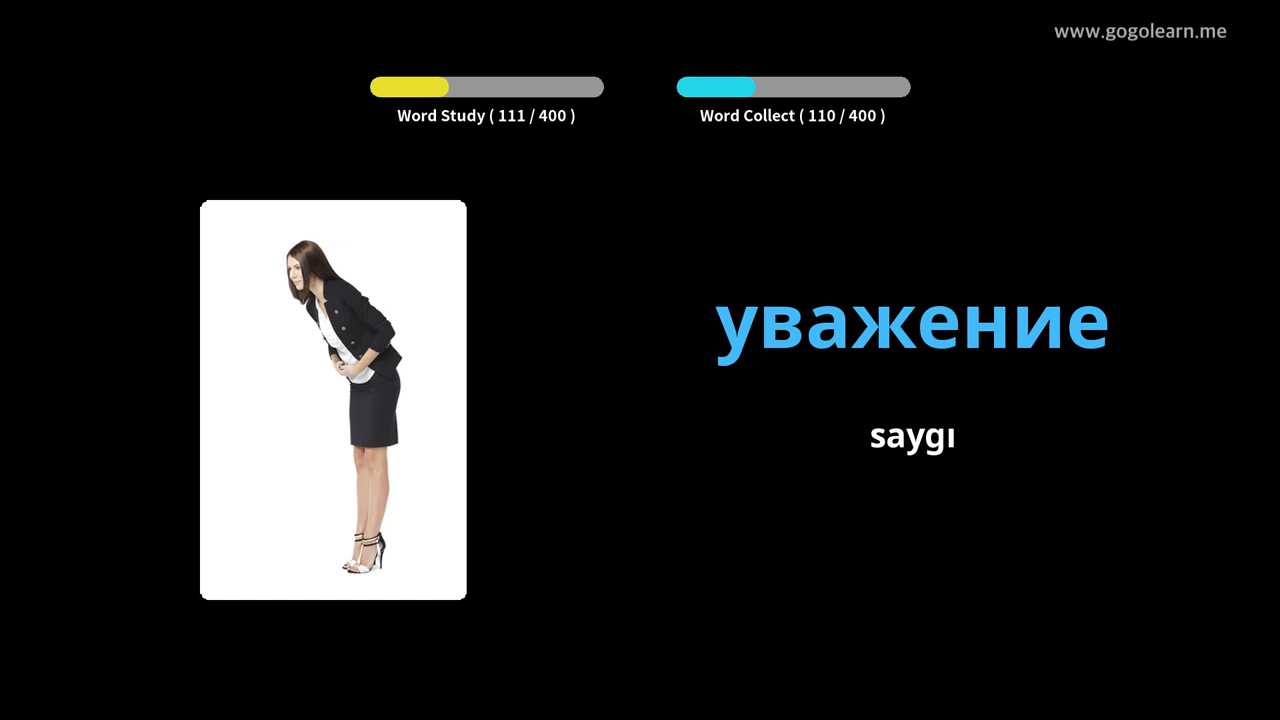 www.gogolearn.me
Word Study ( 111 / 400 )
Word Collect ( 110 / 400 )
уважение
saygı